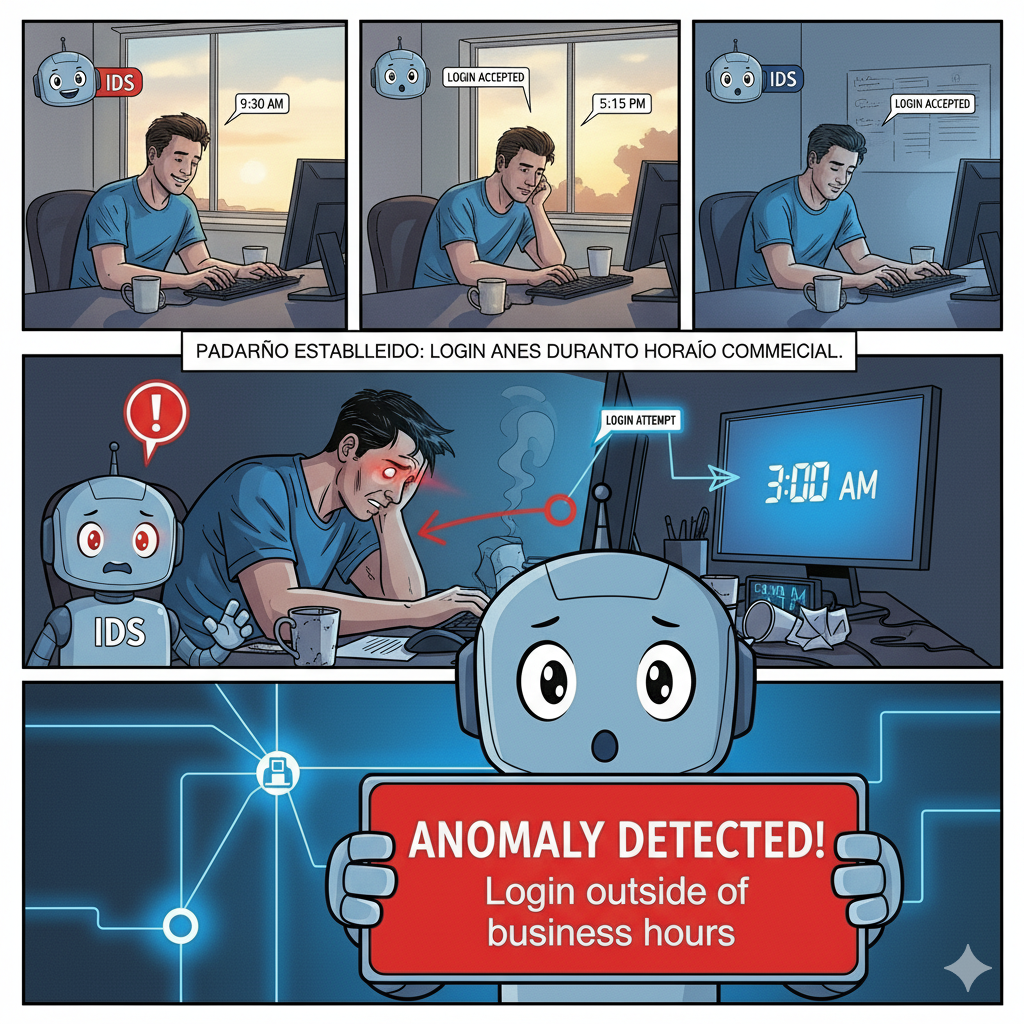 IDS
9:30 AM
LOGIN ACCEPTED
5:15 PM
IDS
LOGIN ACCEPTED
PADARÑO ESTABLLEIDO: LOGIN ANES DURANTO HORAÍO COMMEICIAL.
!
LOGIN ATTEMPT
3:00 AM
IDS
ANOMALY DETECTED!
Login outside of
business hours